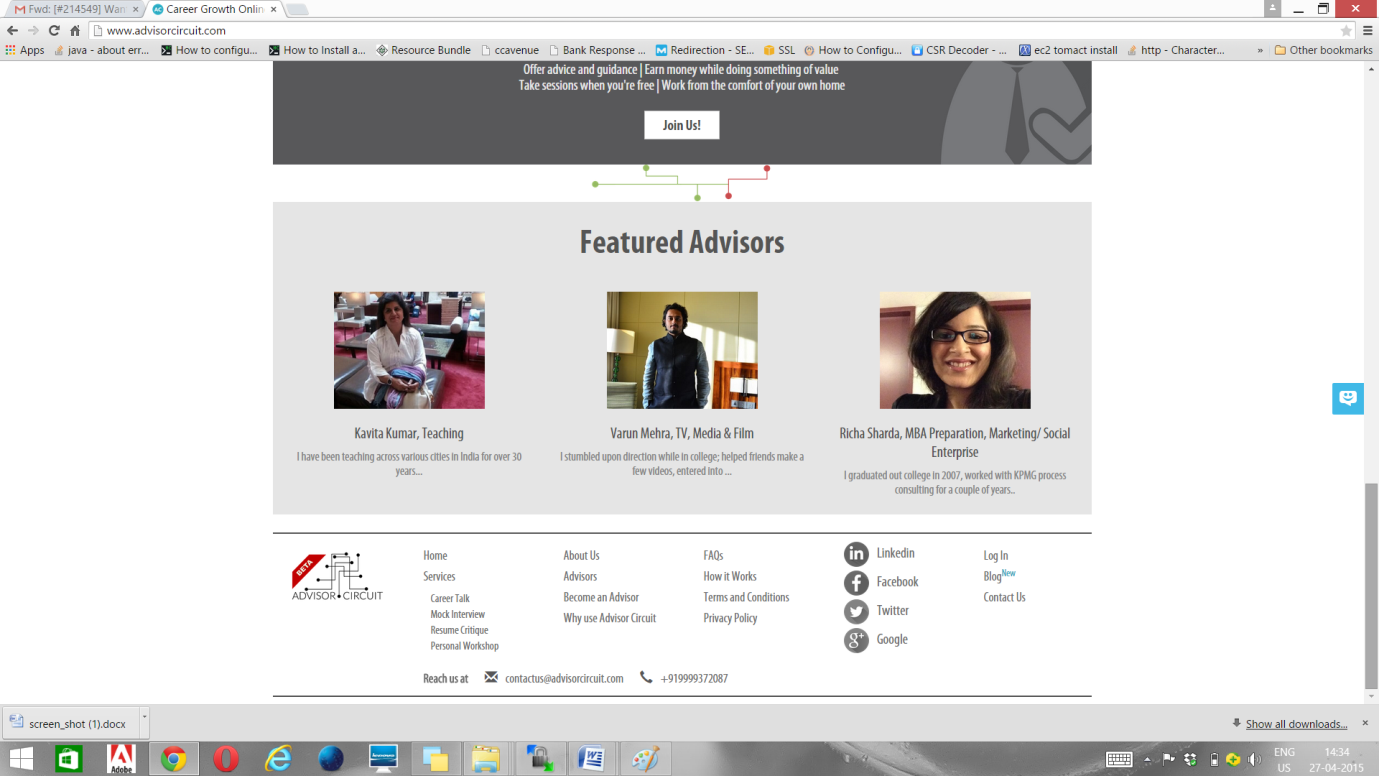 Fwd: [#214549] Wan
Career Growth Onlin
www.advisorcircuit.com
Apps
java - about err...
How to configu...
How to Install a...
Resource Bundle
ccavenue
Bank Response ...
Redirection - SE...
SSL
How to Configu...
CSR Decoder - ...
ec2 tomact install
http - Character...
»
Other bookmarks
Offer advice and guidance | Earn money while doing something of value
Take sessions when you're free | Work from the comfort of your own home
Join Us!
Featured Advisors
Kavita Kumar, Teaching
I have been teaching across various cities in India for over 30
years...
Varun Mehra, TV, Media & Film
I stumbled upon direction while in college; helped friends make a
few videos, entered into ...
Richa Sharda, MBA Preparation, Marketing/ Social
Enterprise
I graduated out college in 2007, worked with KPMG process
consulting for a couple of years..
BETA
ADVISOR CIRCUIT
Home
Services
Career Talk
Mock Interview
Resume Critique
Personal Workshop
About Us
Advisors
Become an Advisor
Why use Advisor Circuit
FAQs
How it Works
Terms and Conditions
Privacy Policy
Linkedin
Facebook
Twitter
Google
Log In
Blog New
Contact Us
Reach us at contactus@advisorcircuit.com +919999372087
screen_shot (1).docx
Show all downloads...
Adobe
ENG
US
14:34
27-04-2015